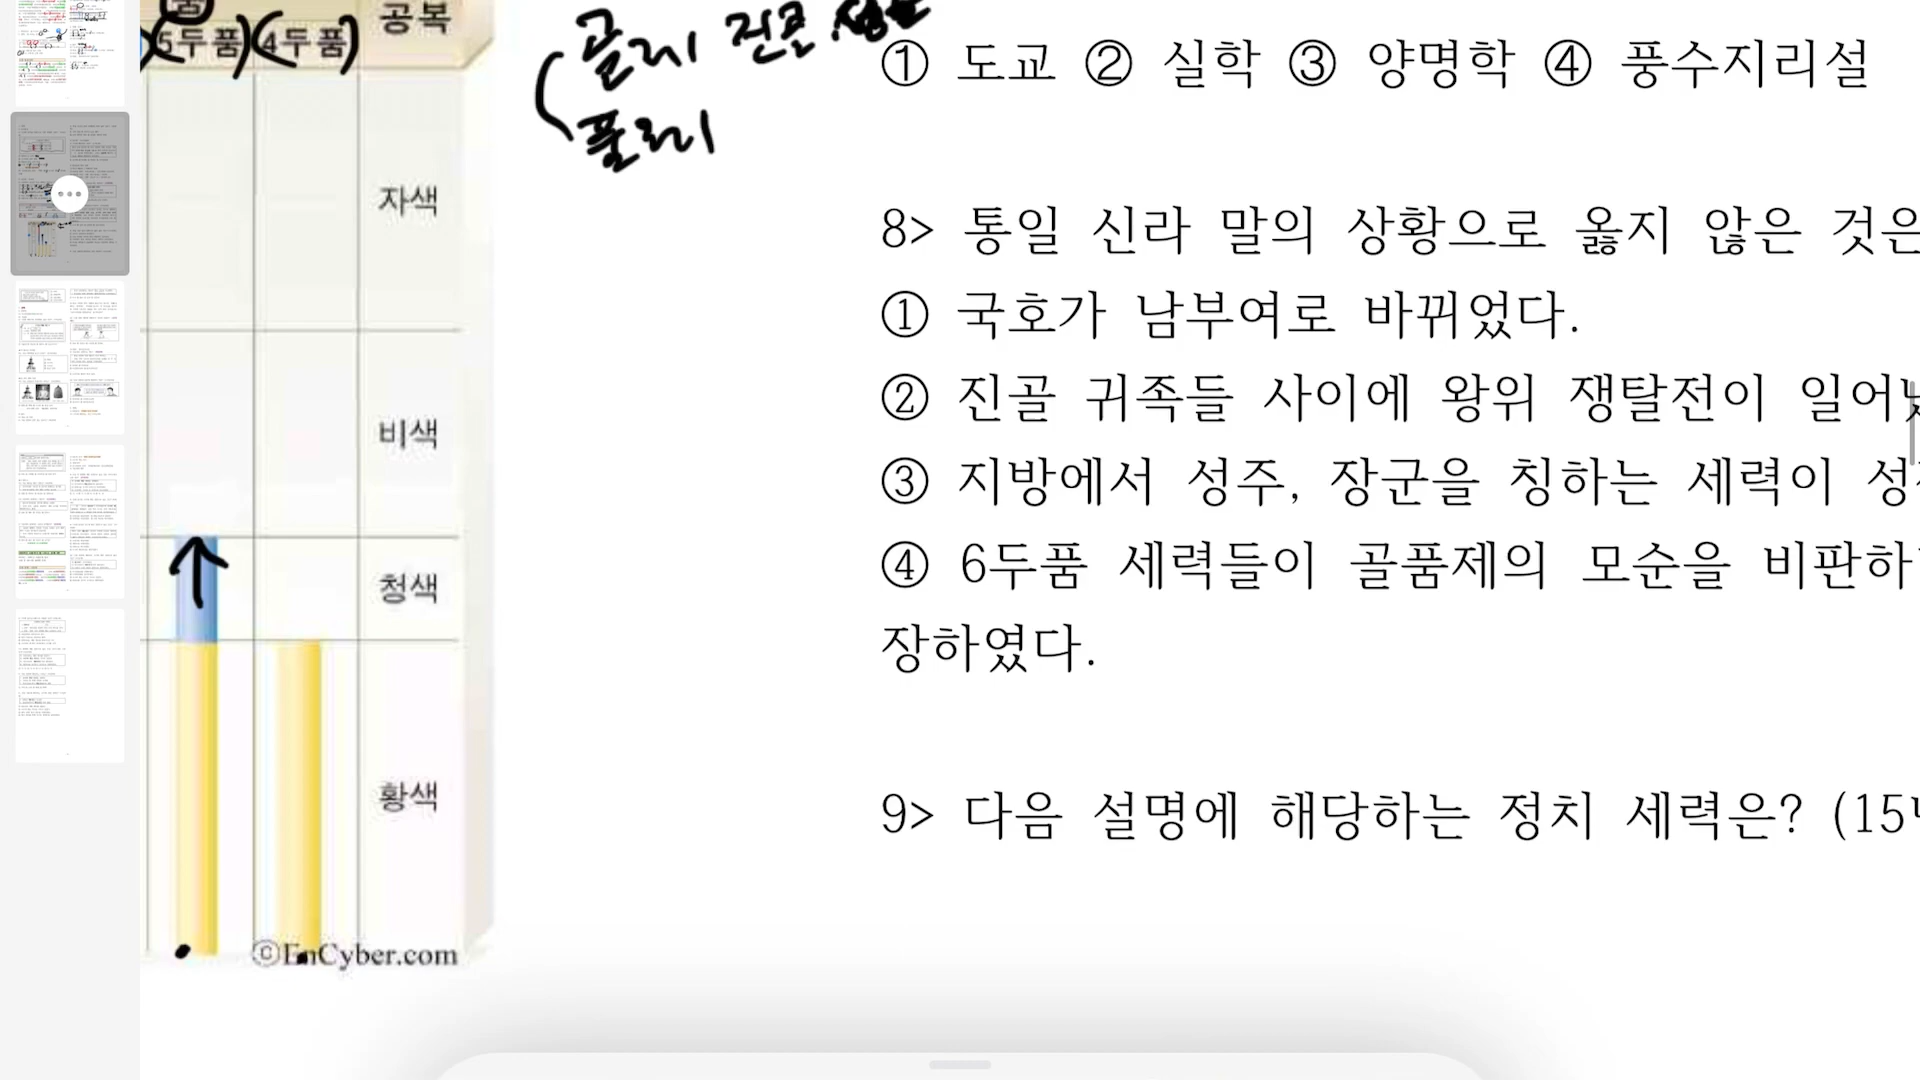 5두품 4두품 공복
자색
비색
청색
황색
©EnCyber.com
골 진골
품
① 도교 ② 실학 ③ 양명학 ④ 풍수지리설
8> 통일 신라 말의 상황으로 옳지 않은 것은
① 국호가 남부여로 바뀌었다.
② 진골 귀족들 사이에 왕위 쟁탈전이 일어났
③ 지방에서 성주, 장군을 칭하는 세력이 성
④ 6두품 세력들이 골품제의 모순을 비판하
장하였다.
9> 다음 설명에 해당하는 정치 세력은? (15